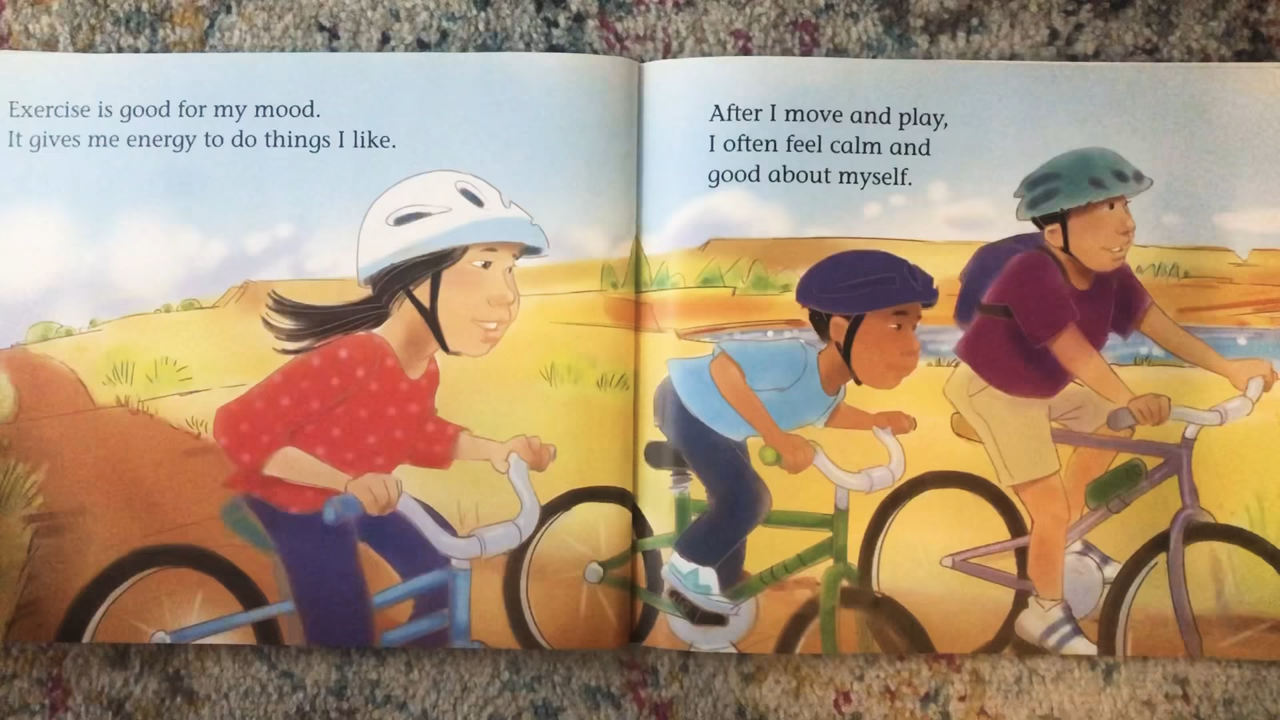 Exercise is good for my mood.
It gives me energy to do things I like.
After I move and play,
I often feel calm and
good about myself.